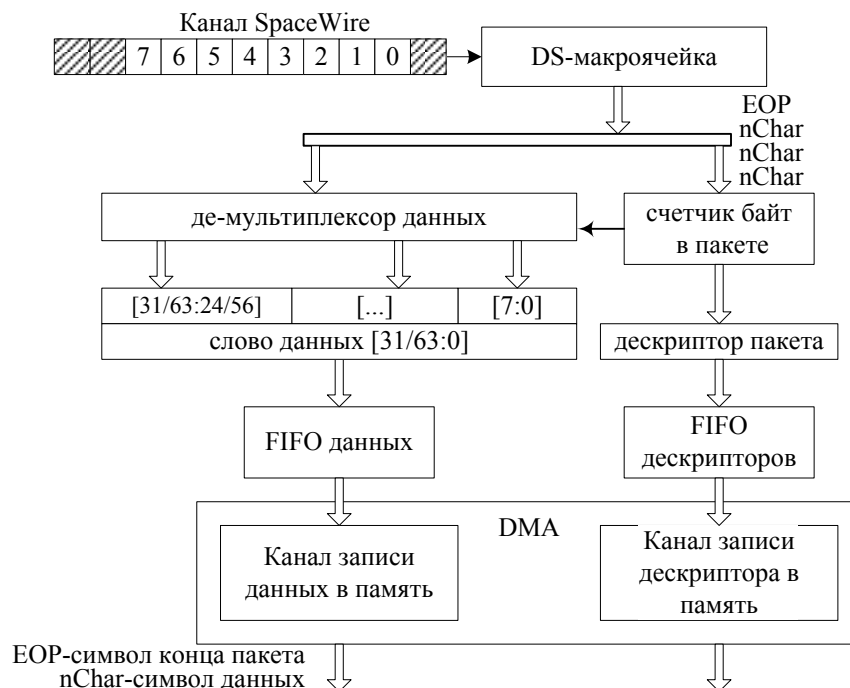 Канал SpaceWire
7 6 5 4 3 2 1 0
DS-макроячейка
EOP
nChar
nChar
nChar
де-мультиплексор данных
счетчик байт
в пакете
[31/63:24/56] [...] [7:0]
слово данных [31/63:0]
дескриптор пакета
FIFO данных
FIFO
дескрипторов
DMA
Канал записи
данных в память
Канал записи
дескриптора в
память
EOP-символ конца пакета
nChar-символ данных